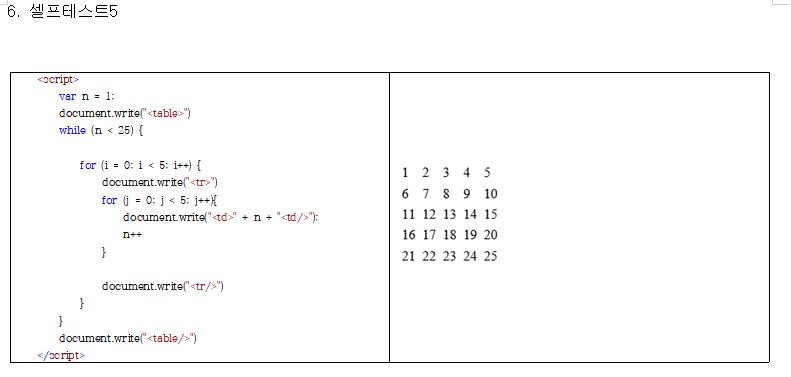 6. 셀프테스트5
<script>
var n = 1;
document.write("<table>")
while (n < 25) {
for (i = 0; i < 5; i++) {
document.write("<tr>")
for (j = 0; j < 5; j++){
document.write("<td>" + n + "<td/>");
n++
}
document.write("<tr/>")
}
}
document.write("<table/>")
</script>
1 2 3 4 5
6 7 8 9 10
11 12 13 14 15
16 17 18 19 20
21 22 23 24 25